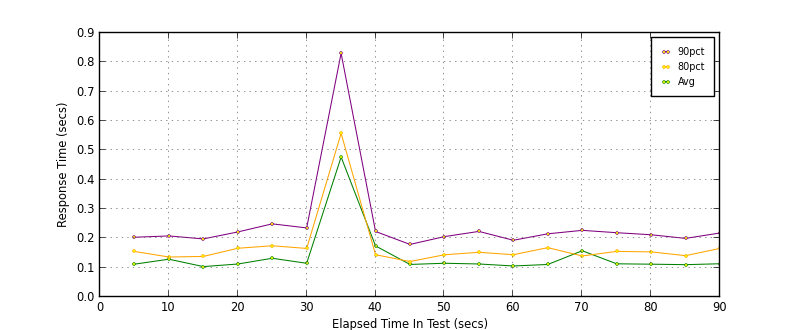 0.9
0.8
0.7
0.6
0.5
0.4
0.3
0.2
0.1
0.0
Response Time (secs)
90pct
80pct
Avg
0 10 20 30 40 50 60 70 80 90
Elapsed Time In Test (secs)